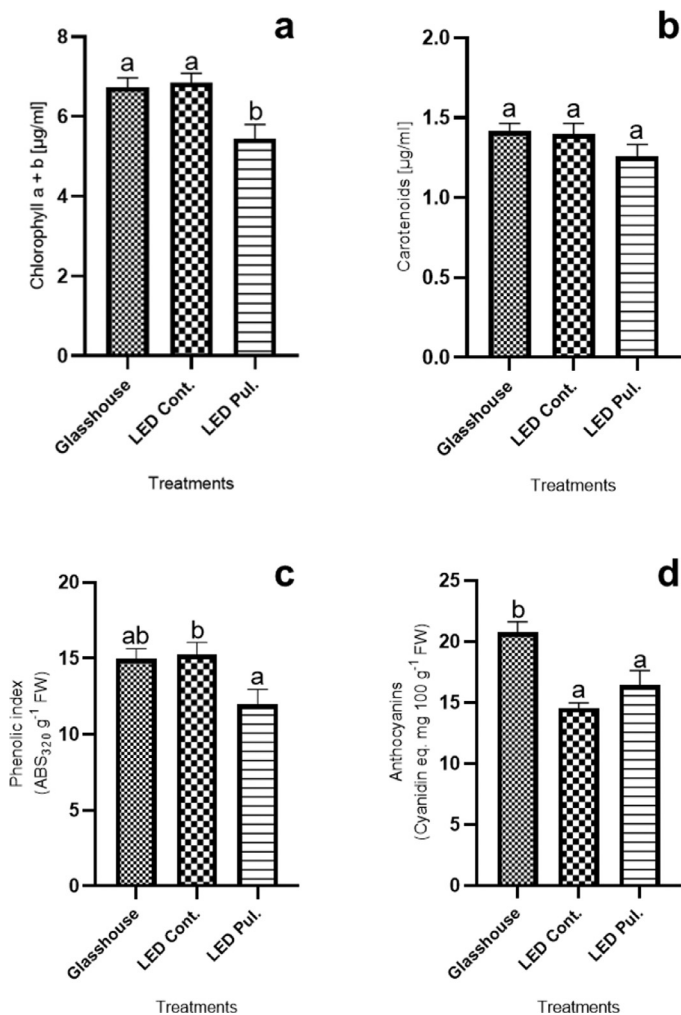 a
Chlorophyll a + b [µg/ml]
8
6
4
2
0
a
a
b
Glasshouse
LED Cont.
LED Pul.
Treatments
b
Carotenoids [µg/ml]
2.0
1.5
1.0
0.5
0.0
a
a
a
Glasshouse
LED Cont.
LED Pul.
Treatments
c
Phenolic index
(ABS₃₂₀ g⁻¹ FW)
20
15
10
5
0
ab
b
a
Glasshouse
LED Cont.
LED Pul.
Treatments
d
Anthocyanins
(Cyanidin eq. mg 100 g⁻¹ FW)
25
20
15
10
5
0
b
a
a
Glasshouse
LED Cont.
LED Pul.
Treatments